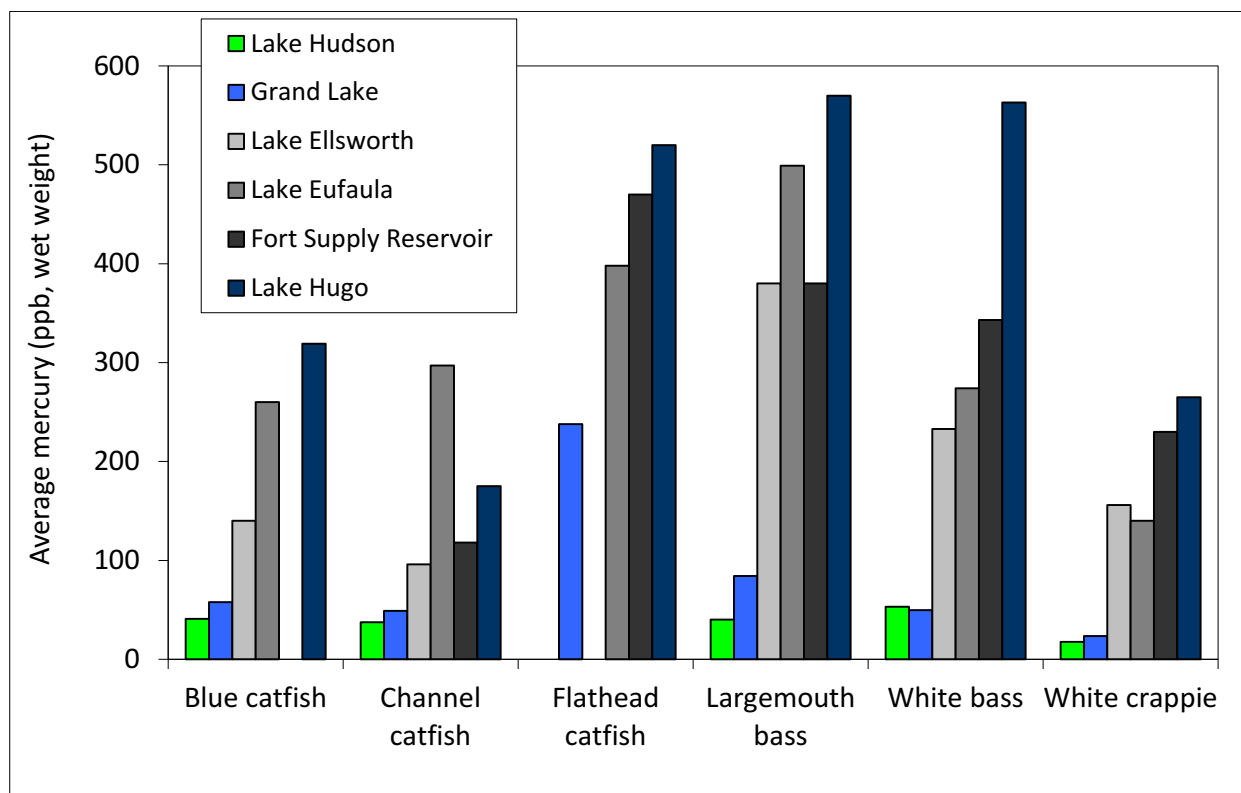 Lake Hudson
Grand Lake
Lake Ellsworth
Lake Eufaula
Fort Supply Reservoir
Lake Hugo
Average mercury (ppb, wet weight)
600
500
400
300
200
100
0
Blue catfish
Channel
catfish
Flathead
catfish
Largemouth
bass
White bass
White crappie